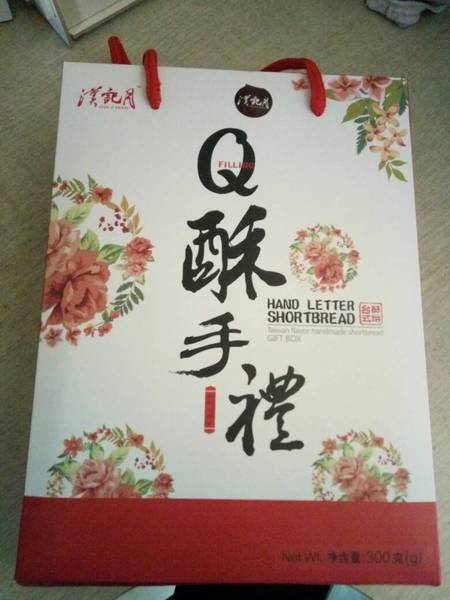 漢記月
漢記月
Q
FILLING
酥
手
禮
HAND LETTER
SHORTBREAD
台式
酥餅
Taiwan flavor handmade shortbread
GIFT BOX
Net Wt. 净含量:300克(g)